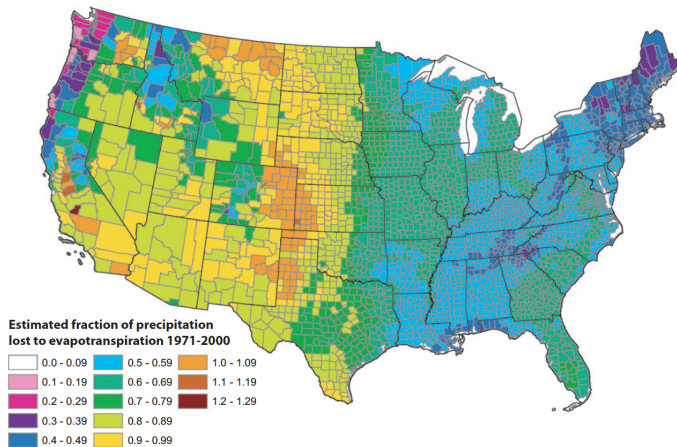 Estimated fraction of precipitation
lost to evapotranspiration 1971-2000
0.0 - 0.09 0.5 - 0.59 1.0 - 1.09
0.1 - 0.19 0.6 - 0.69 1.1 - 1.19
0.2 - 0.29 0.7 - 0.79 1.2 - 1.29
0.3 - 0.39 0.8 - 0.89
0.4 - 0.49 0.9 - 0.99